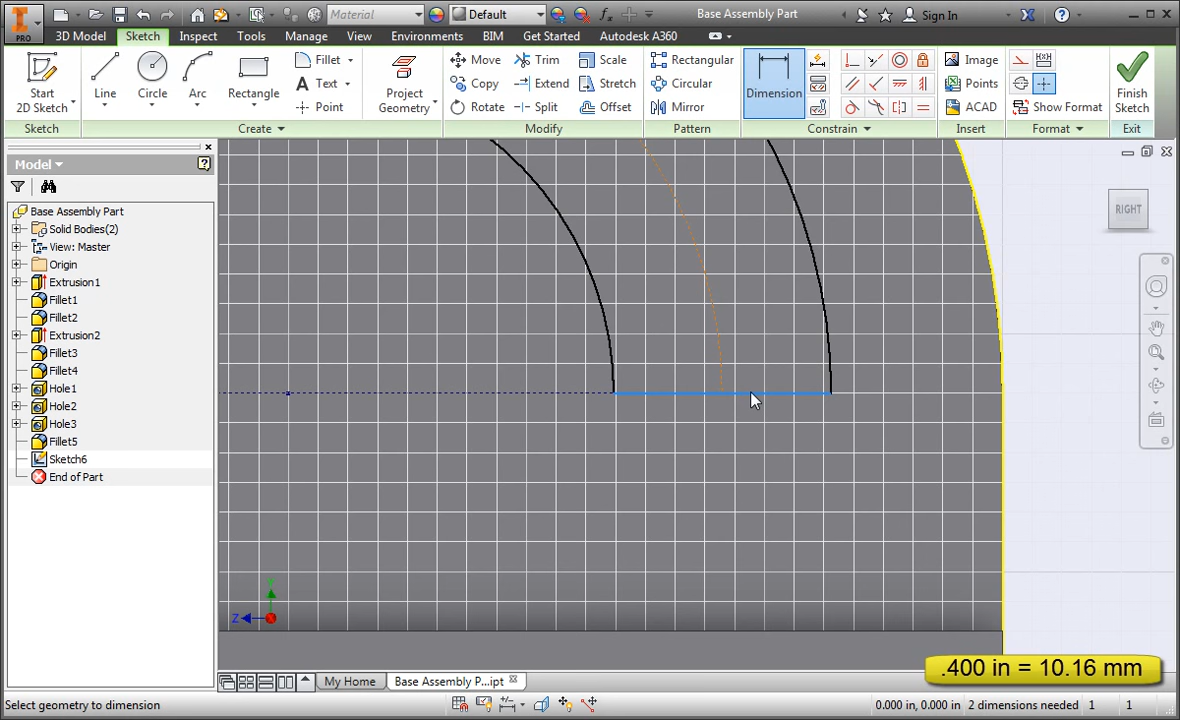 Material
Default
Base Assembly Part
Sign In
PRO
3D Model
Sketch
Inspect
Tools
Manage
View
Environments
BIM
Get Started
Autodesk A360
Start
2D Sketch
Line
Circle
Arc
Rectangle
Fillet
Text
Point
Project
Geometry
Move
Copy
Rotate
Trim
Extend
Split
Scale
Stretch
Offset
Rectangular
Circular
Mirror
Dimension
Image
Points
ACAD
Show Format
Finish
Sketch
Sketch
Create
Modify
Pattern
Constrain
Insert
Format
Exit
Model
Base Assembly Part
Solid Bodies(2)
View: Master
Origin
Extrusion1
Fillet1
Fillet2
Extrusion2
Fillet3
Fillet4
Hole1
Hole2
Hole3
Fillet5
Sketch6
End of Part
RIGHT
Z
.400 in = 10.16 mm
My Home
Base Assembly P...ipt
Select geometry to dimension
0.000 in, 0.000 in
2 dimensions needed
1
1